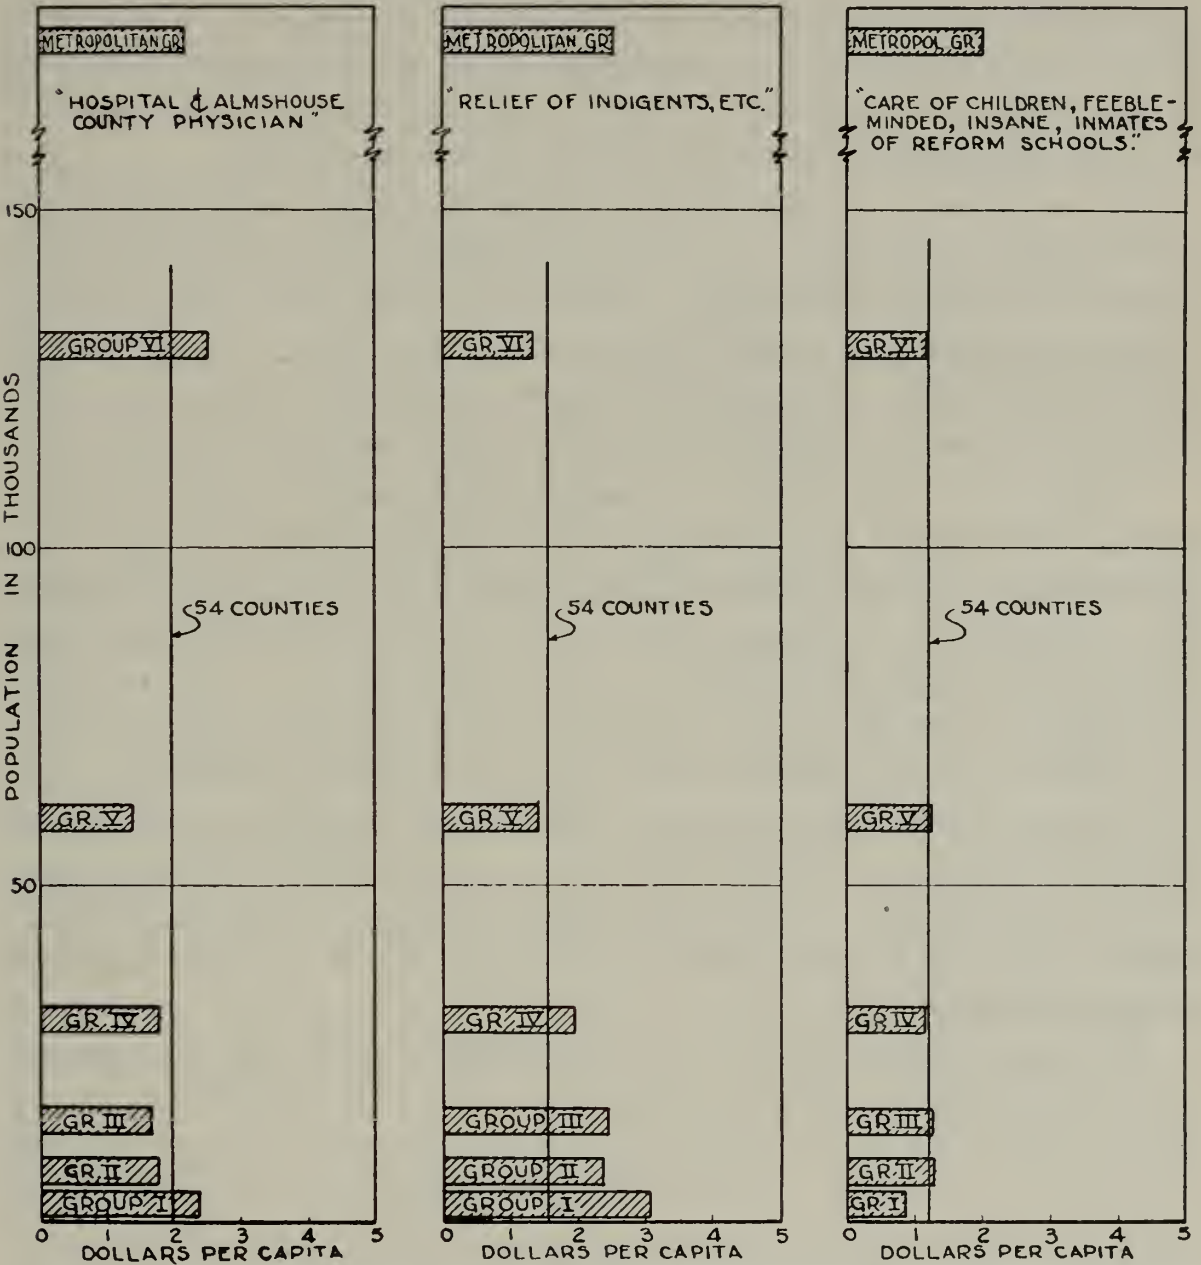 METROPOLITAN GR.
"HOSPITAL & ALMSHOUSE
COUNTY PHYSICIAN"
150
GROUP VI
100
54 COUNTIES
GR. V
50
GR. IV
GR III
GR. II
GROUP I
0 1 2 3 4 5
DOLLARS PER CAPITA
POPULATION IN THOUSANDS
METROPOLITAN GR.
"RELIEF OF INDIGENTS, ETC."
GR. VI
54 COUNTIES
GR. V
GR. IV
GROUP III
GROUP II
GROUP I
0 1 2 3 4 5
DOLLARS PER CAPITA
METROPOL. GR.
"CARE OF CHILDREN, FEEBLE-
MINDED, INSANE, INMATES
OF REFORM SCHOOLS."
GR. VI
54 COUNTIES
GR. V
GR. IV
GR. III
GR. II
GR. I
0 1 2 3 4 5
DOLLARS PER CAPITA